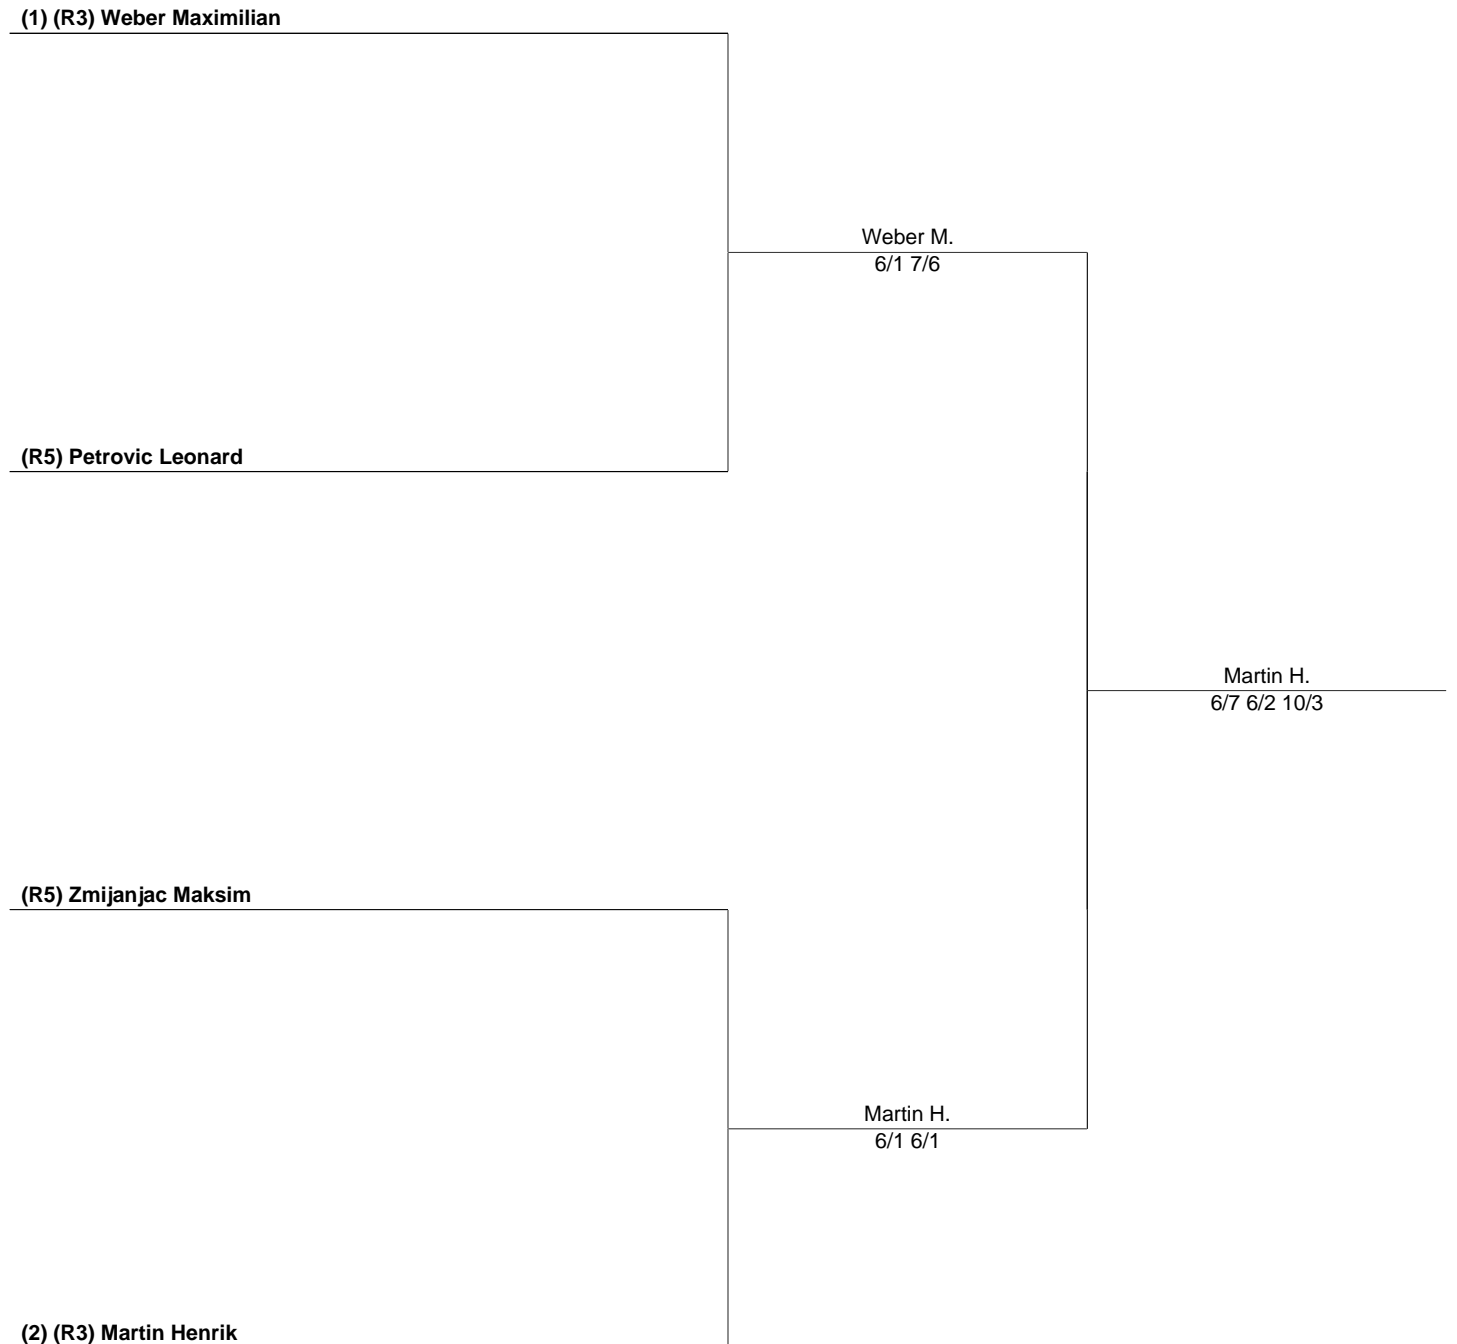 (1) (R3) Weber Maximilian
Weber M.
6/1 7/6
(R5) Petrovic Leonard
Martin H.
6/7 6/2 10/3
(R5) Zmijanjac Maksim
Martin H.
6/1 6/1
(2) (R3) Martin Henrik